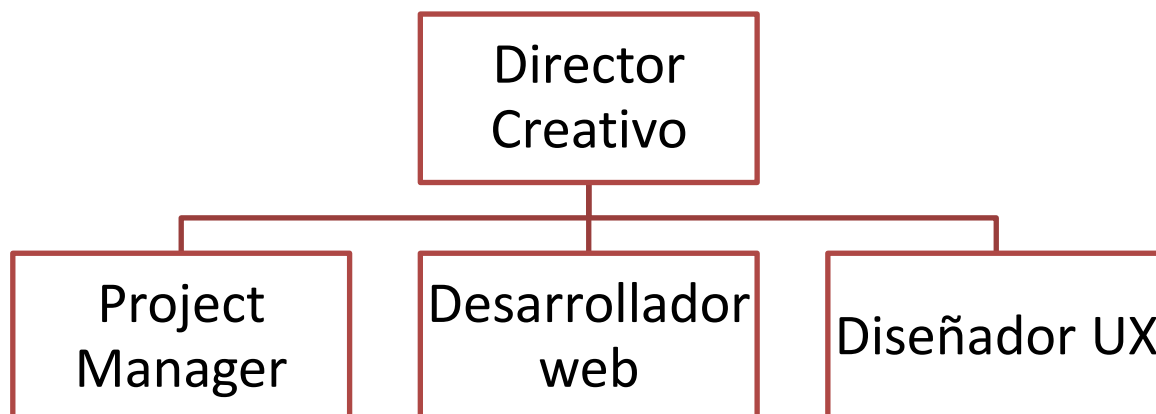 Director
Creativo
Project
Manager
Desarrollador
web
Diseñador UX